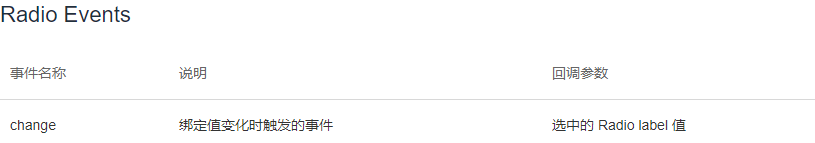 Radio Events
事件名称 说明 回调参数
change 绑定值变化时触发的事件 选中的 Radio label 值